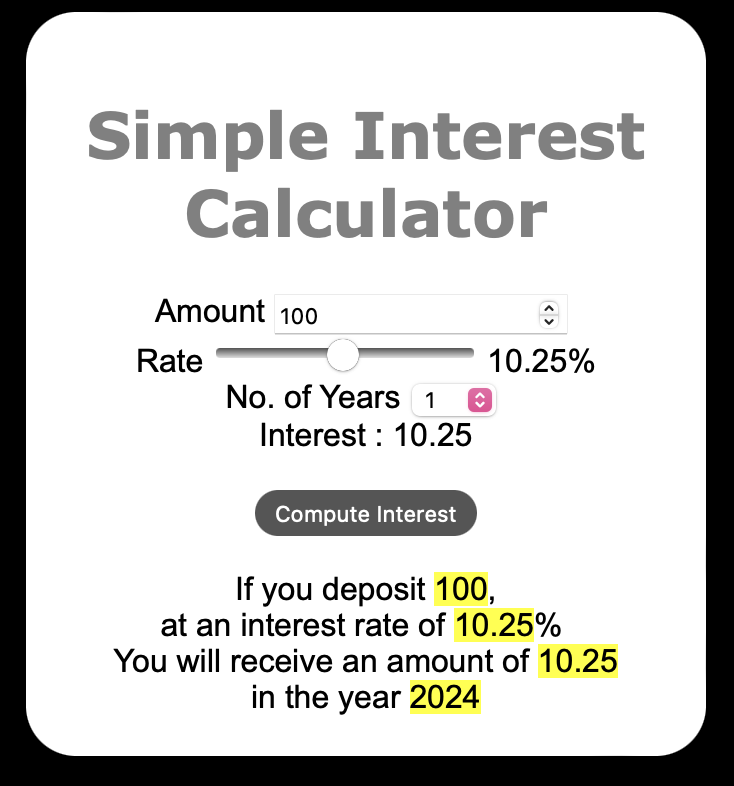 Simple Interest
Calculator
Amount 100
Rate 10.25%
No. of Years 1
Interest : 10.25
Compute Interest
If you deposit 100,
at an interest rate of 10.25%
You will receive an amount of 10.25
in the year 2024